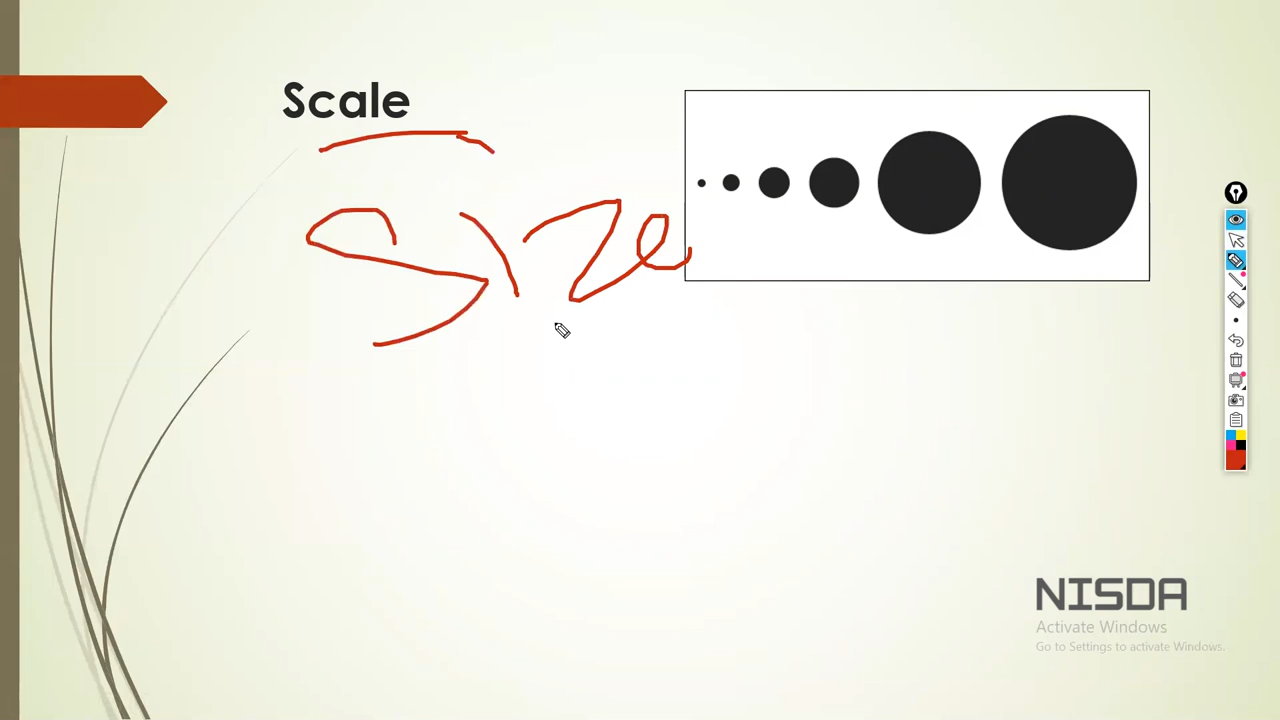 Scale
Size
NISDA
Activate Windows
Go to Settings to activate Windows.